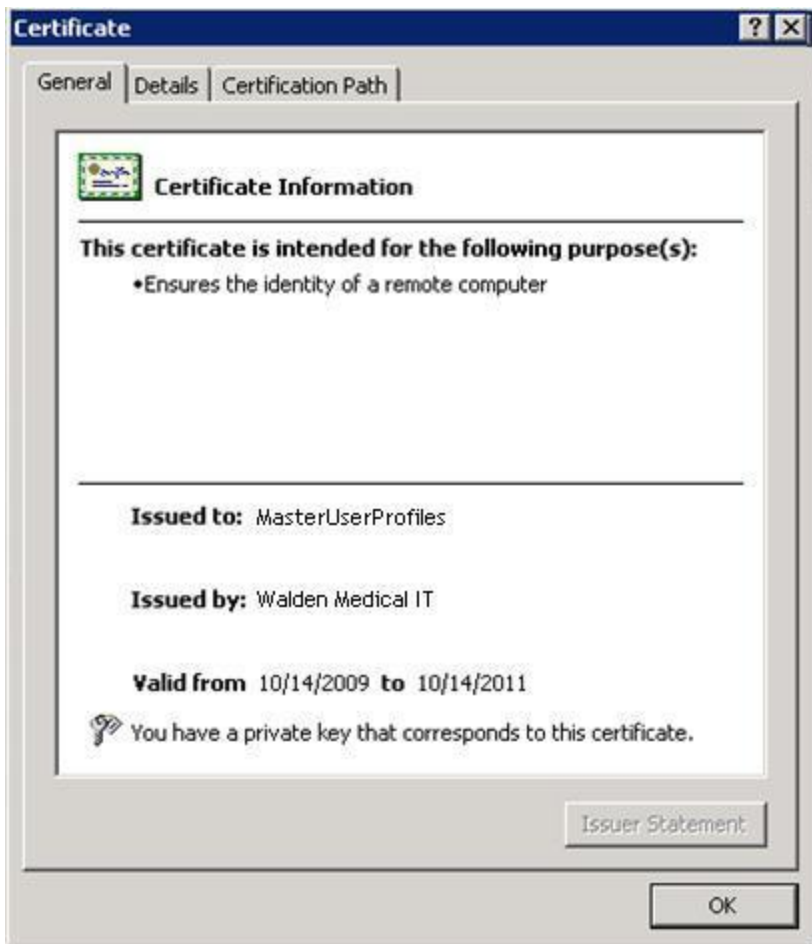 Certificate
General Details Certification Path
Certificate Information
This certificate is intended for the following purpose(s):
•Ensures the identity of a remote computer
Issued to: MasterUserProfiles
Issued by: Walden Medical IT
Valid from 10/14/2009 to 10/14/2011
You have a private key that corresponds to this certificate.
Issuer Statement
OK